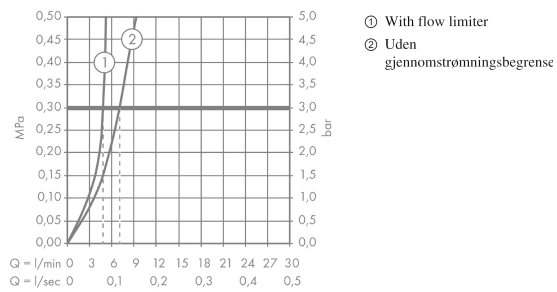 0,50 5,0
0,45 4,5
0,40 4,0
0,35 3,5
0,30 3,0
0,25 2,5
0,20 2,0
0,15 1,5
0,10 1,0
0,05 0,5
0,00 0,0
MPa
bar
1
2
Q = l/min 0 3 6 9 12 15 18 21 24 27 30
Q = l/sec 0 0,1 0,2 0,3 0,4 0,5
① With flow limiter
② Uden
gjennomstrømningsbegrense